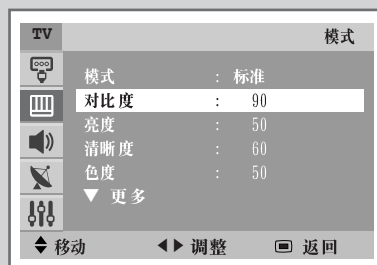 TV 模式
模式 : 标准
对比度 : 90
亮度 : 50
清晰度 : 60
色度 : 50
▼ 更多
移动 调整 返回